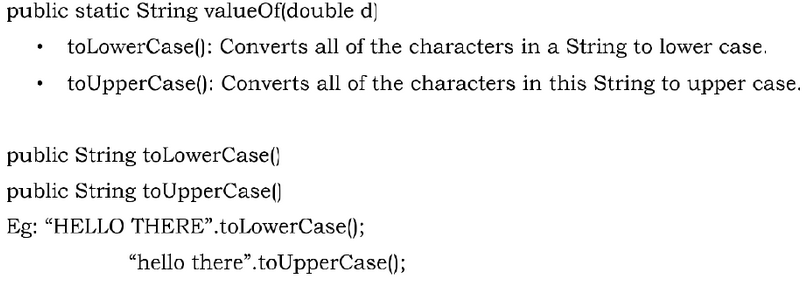 public static String valueOf(double d)
• toLowerCase(): Converts all of the characters in a String to lower case.
• toUpperCase(): Converts all of the characters in this String to upper case.
public String toLowerCase()
public String toUpperCase()
Eg: “HELLO THERE”.toLowerCase();
“hello there”.toUpperCase();